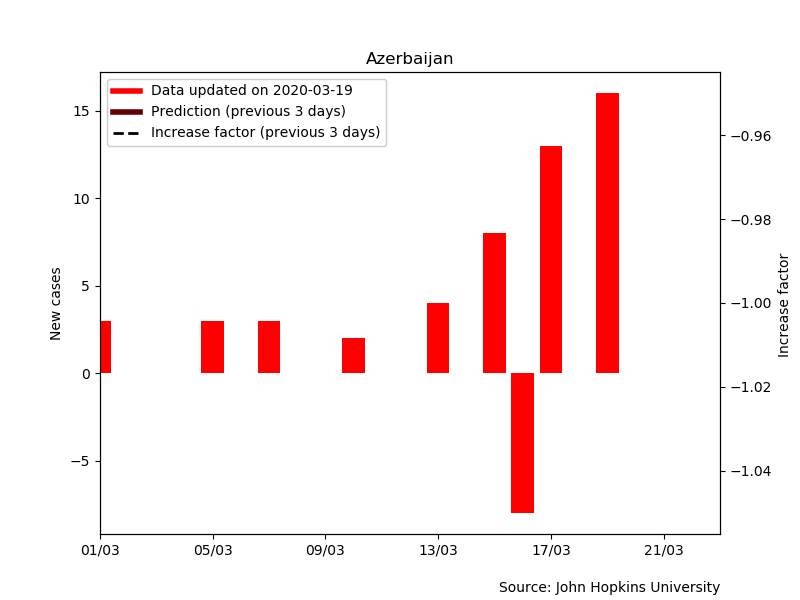 Azerbaijan
Data updated on 2020-03-19
Prediction (previous 3 days)
Increase factor (previous 3 days)
New cases
15
10
5
0
−5
−0.96
−0.98
−1.00
−1.02
−1.04
Increase factor
01/03 05/03 09/03 13/03 17/03 21/03
Source: John Hopkins University